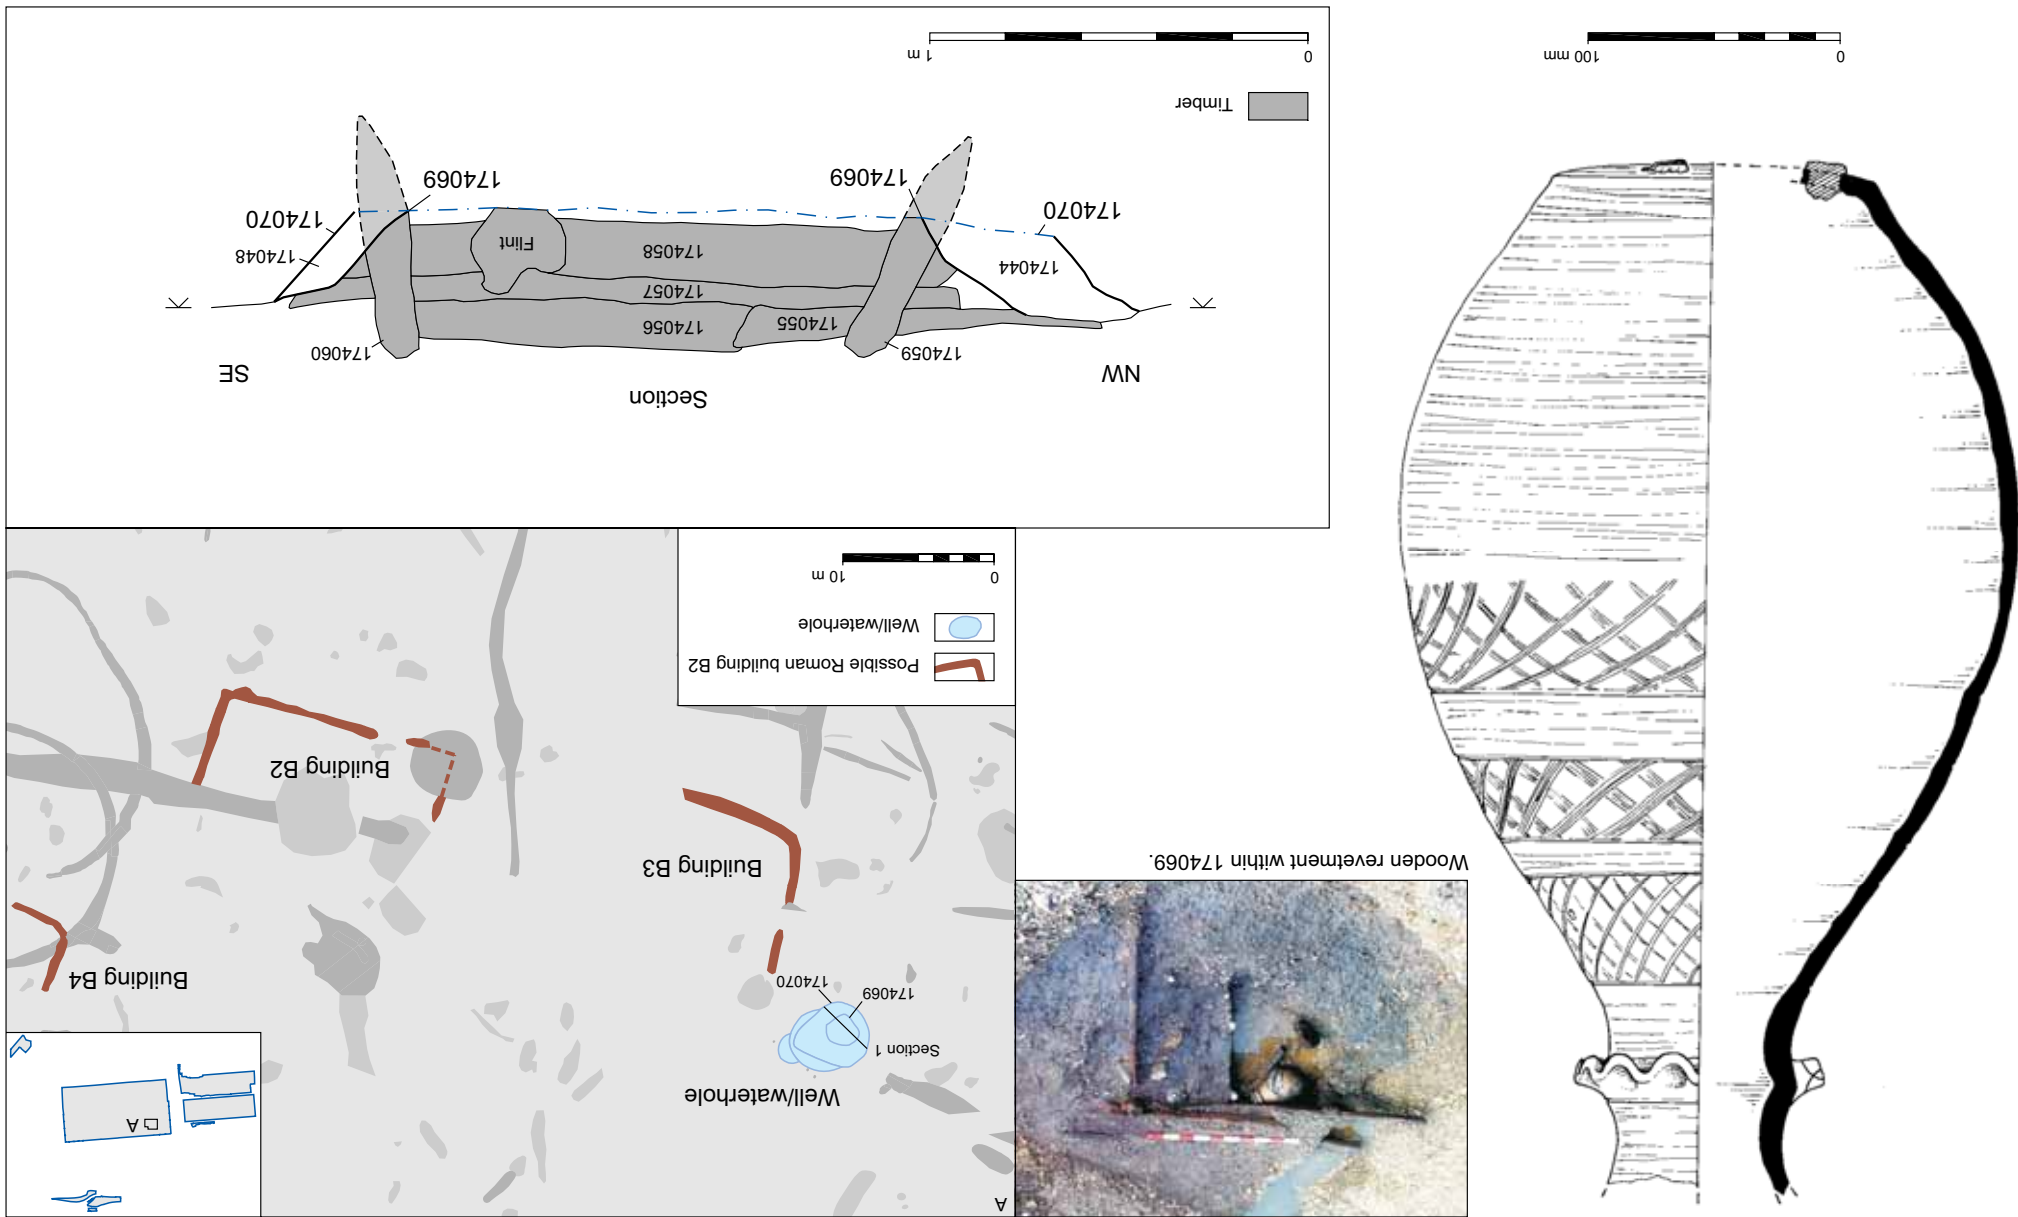 A
Well/waterhole
Section 1
174069
174070
Building B3
Building B4
Building B2
Possible Roman building B2
Well/waterhole
0
10 m
A
Wooden revetment within 174069.
Section
NW
SE
174059
174060
174055
174056
174057
174058
Flint
174044
174048
174070
174069
174069
174070
Timber
0
1 m
0
100 mm